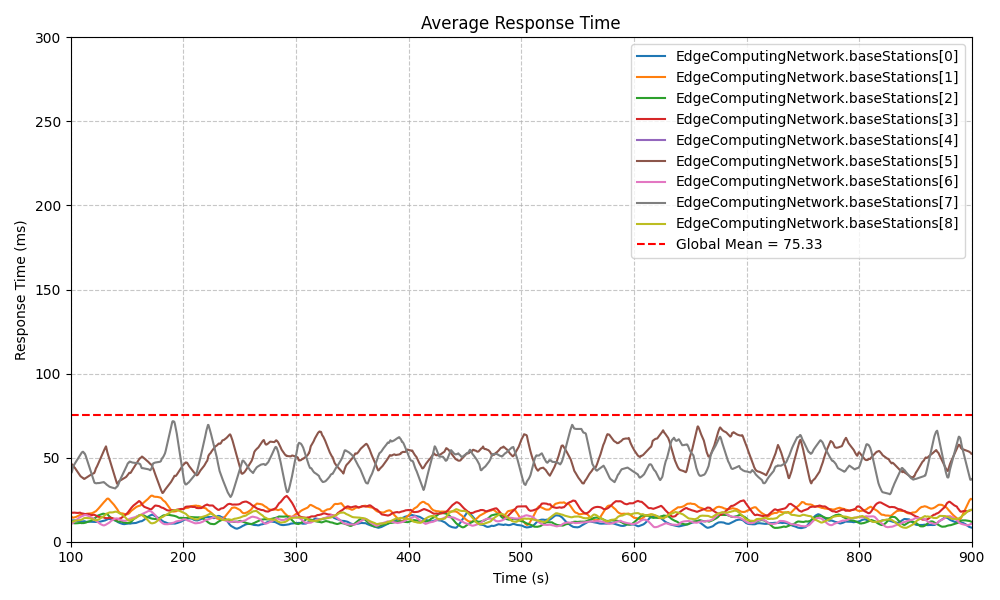 Average Response Time
300
250
200
150
100
50
0
Response Time (ms)
EdgeComputingNetwork.baseStations[0]
EdgeComputingNetwork.baseStations[1]
EdgeComputingNetwork.baseStations[2]
EdgeComputingNetwork.baseStations[3]
EdgeComputingNetwork.baseStations[4]
EdgeComputingNetwork.baseStations[5]
EdgeComputingNetwork.baseStations[6]
EdgeComputingNetwork.baseStations[7]
EdgeComputingNetwork.baseStations[8]
Global Mean = 75.33
100 200 300 400 500 600 700 800 900
Time (s)